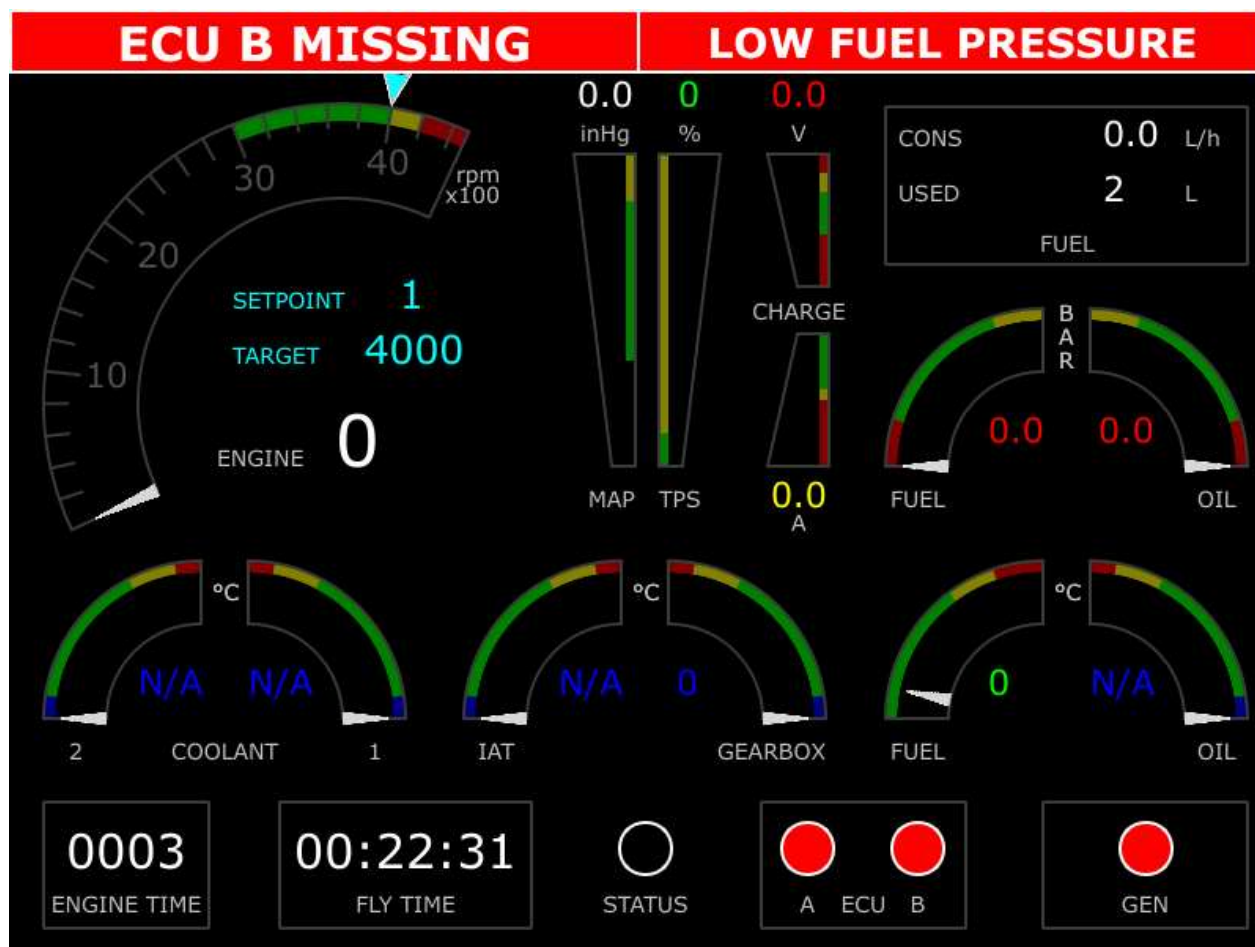 ECU B MISSING LOW FUEL PRESSURE
0.0 0 0.0
inHg % V
CONS 0.0 L/h
USED 2 L
FUEL
10 20 30 40
rpm
x100
SETPOINT 1
TARGET 4000
ENGINE 0
CHARGE
MAP TPS
0.0
A
B
A
R
0.0 0.0
FUEL OIL
°C
N/A N/A
2 COOLANT 1
°C
N/A 0
IAT GEARBOX
°C
0 N/A
FUEL OIL
0003
ENGINE TIME
00:22:31
FLY TIME
STATUS
A ECU B
GEN